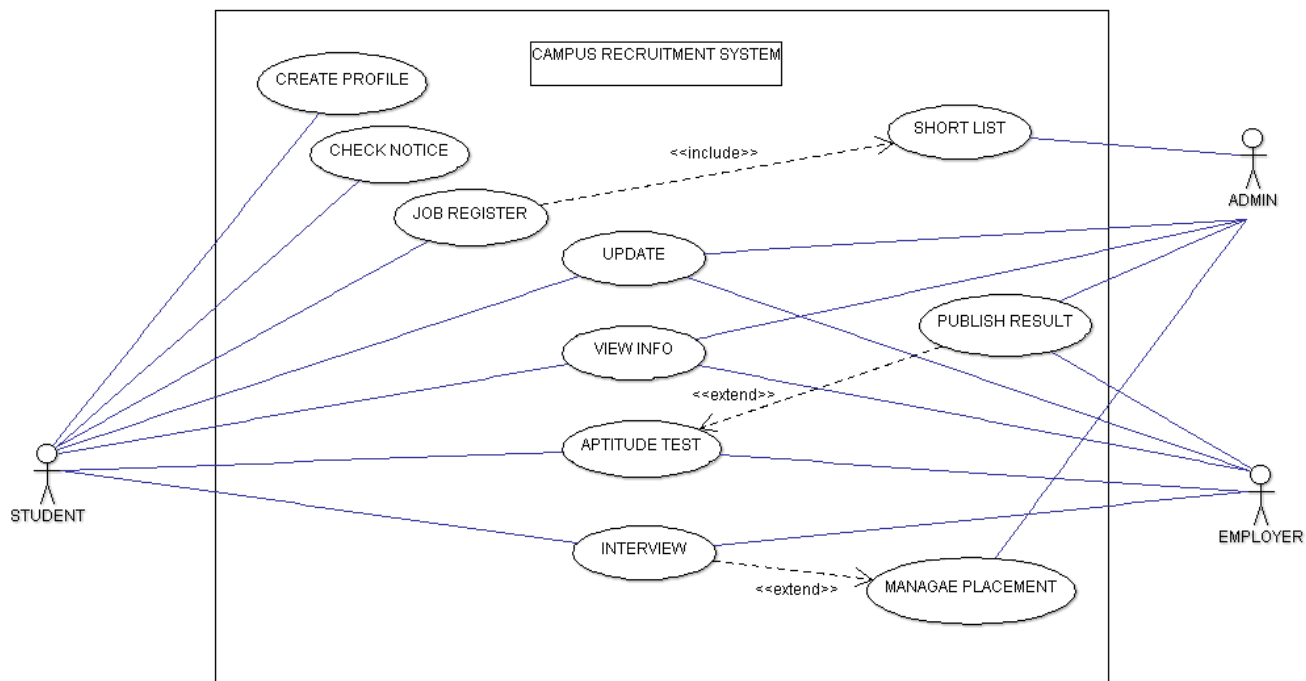 CAMPUS RECRUITMENT SYSTEM
CREATE PROFILE
SHORT LIST
CHECK NOTICE
<<include>>
ADMIN
JOB REGISTER
UPDATE
PUBLISH RESULT
VIEW INFO
<<extend>>
APTITUDE TEST
STUDENT
EMPLOYER
INTERVIEW
MANAGAE PLACEMENT
<<extend>>